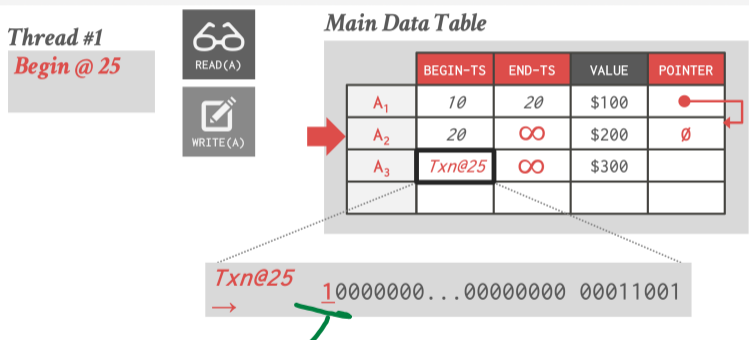 Main Data Table
Thread #1
Begin @ 25
READ(A)
WRITE(A)
BEGIN-TS END-TS VALUE POINTER
A1 10 20 $100
A2 20 ∞ $200 Ø
A3 Txn@25 ∞ $300
Txn@25
→ 10000000...00000000 00011001